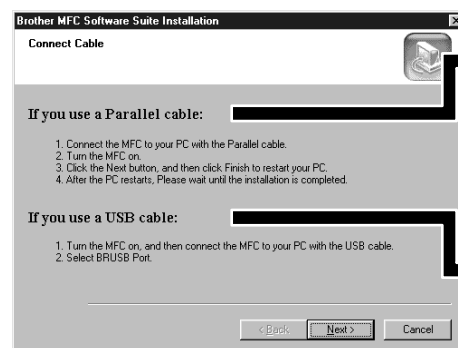 Brother MFC Software Suite Installation
Connect Cable
If you use a Parallel cable:
1. Connect the MFC to your PC with the Parallel cable.
2. Turn the MFC on.
3. Click the Next button, and then click Finish to restart your PC.
4. After the PC restarts, Please wait until the installation is completed.
If you use a USB cable:
1. Turn the MFC on, and then connect the MFC to your PC with the USB cable.
2. Select BRUSB Port.
< Back Next > Cancel